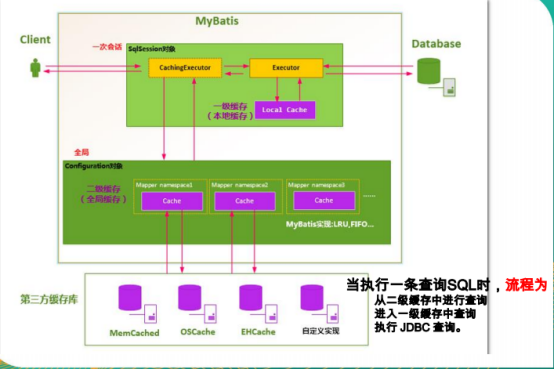 MyBatis
Client
一次会话
SqlSession对象
CachingExecutor
Executor
Database
一级缓存
（本地缓存）
Local Cache
全局
Configuration对象
二级缓存
（全局缓存）
Mapper namespace1
Mapper namespace2
Mapper namespace3
Cache
Cache
Cache
......
MyBatis实现:LRU,FIFO...
第三方缓存库
MemCached
OSCache
EHCache
自定义实现
当执行一条查询SQL时，流程为
从二级缓存中进行查询
进入一级缓存中查询
执行 JDBC 查询。